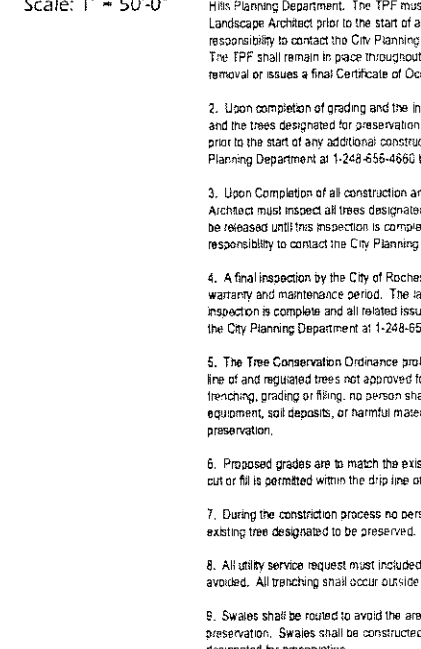 Scale: 1" = 50'-0"
Hills Planning Department. The TPF mus
Landscape Architect prior to the start of a
responsibility to contact the City Planning
The TPF shall remain in place throughout
removal or issues a final Certificate of Oc
2. Upon completion of grading and the in
and the trees designated for preservation
prior to the start of any additional construc
Planning Department at 1-248-656-4660
3. Upon Completion of all construction an
Architect must inspect all trees designate
be released until this inspection is comple
responsibility to contact the City Planning
4. A final inspection by the City of Roches
warranty and maintenance period. The la
inspection is complete and all related issu
the City Planning Department at 1-248-65
5. The Tree Conservation Ordinance proh
line of and regulated trees not approved fo
trenching, grading or filling. no person sha
equipment, soil deposits, or harmful mate
preservation.
6. Proposed grades are to match the exis
cut or fill is permitted within the drip line of
7. During the constriction process no pers
existing tree designated to be preserved.
8. All utility service request must included
avoided. All trenching shall occur outside
9. Swales shall be routed to avoid the are
preservation. Swales shall be constructed
designated for preservation